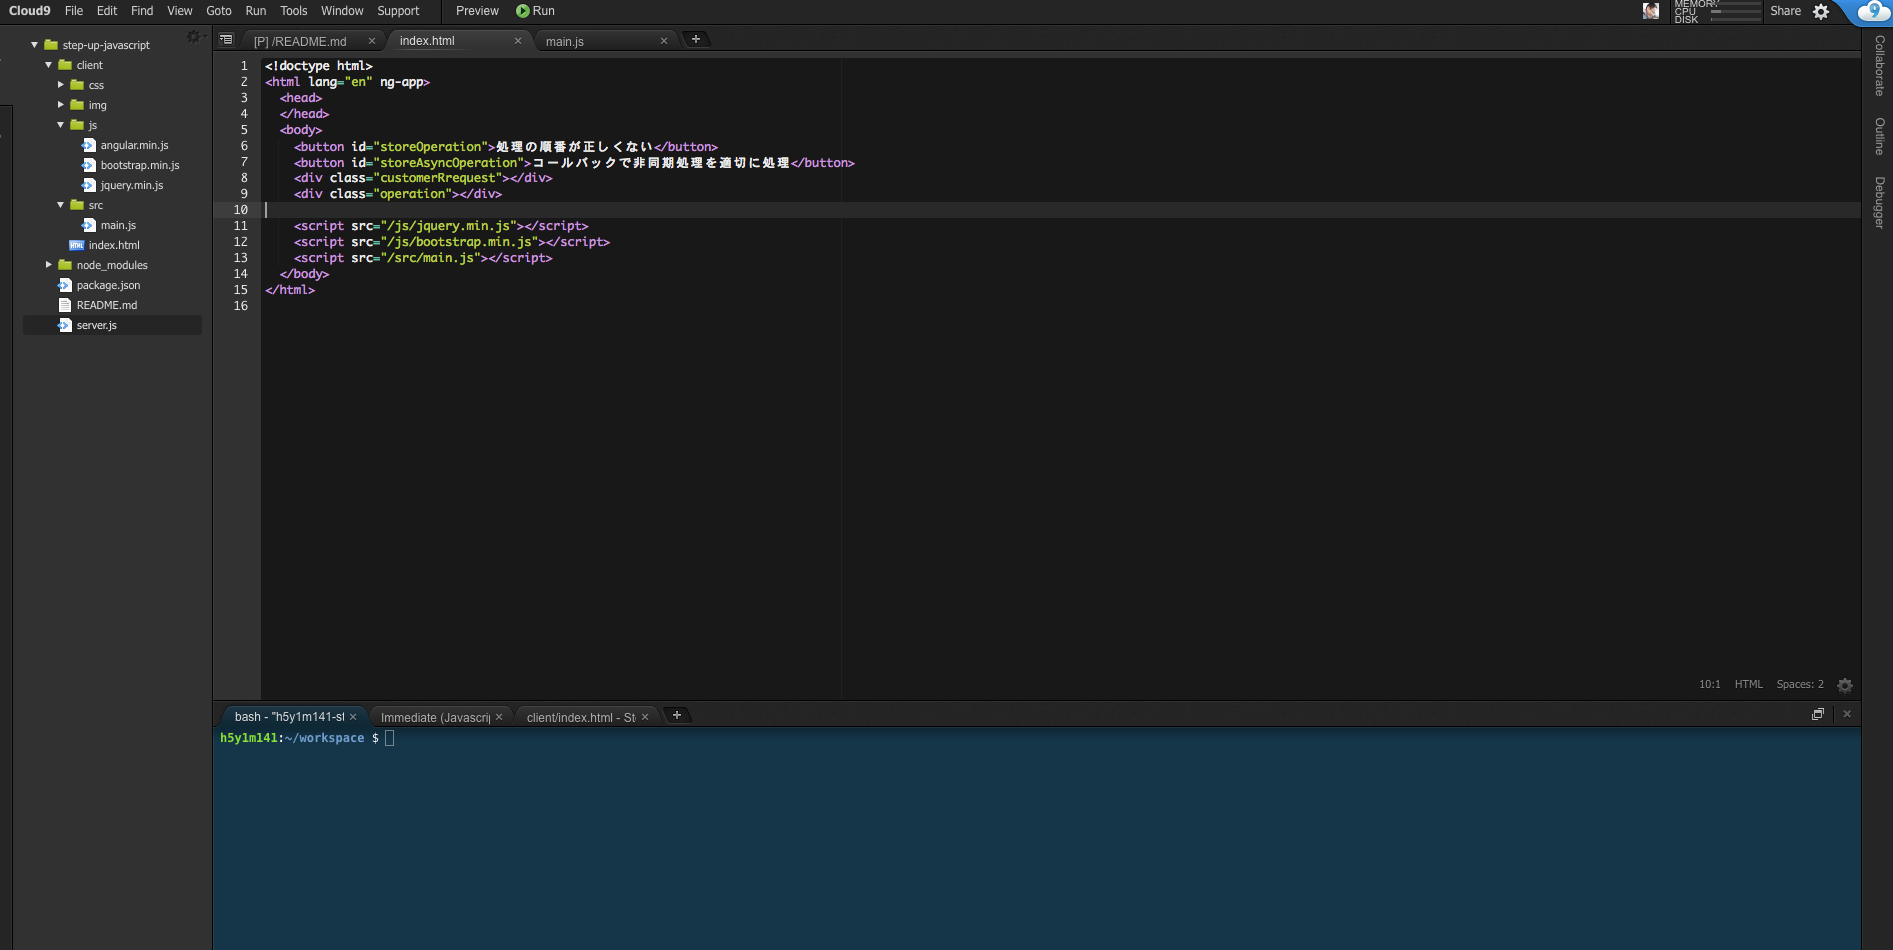 Cloud9 File Edit Find View Goto Run Tools Window Support Preview Run
MEMORY
CPU
DISK
Share
step-up-javascript
client
css
img
js
angular.min.js
bootstrap.min.js
jquery.min.js
src
main.js
index.html
node_modules
package.json
README.md
server.js
[P] /README.md
index.html
main.js
1 <!doctype html>
2 <html lang="en" ng-app>
3 <head>
4 </head>
5 <body>
6 <button id="storeOperation">処理の順番が正しくない</button>
7 <button id="storeAsyncOperation">コールバックで非同期処理を適切に処理</button>
8 <div class="customerRrequest"></div>
9 <div class="operation"></div>
10
11 <script src="/js/jquery.min.js"></script>
12 <script src="/js/bootstrap.min.js"></script>
13 <script src="/src/main.js"></script>
14 </body>
15 </html>
16
10:1 HTML Spaces: 2
Collaborate
Outline
Debugger
bash - "h5y1m141-st
Immediate (Javascrip
client/index.html - St
h5y1m141:~/workspace $